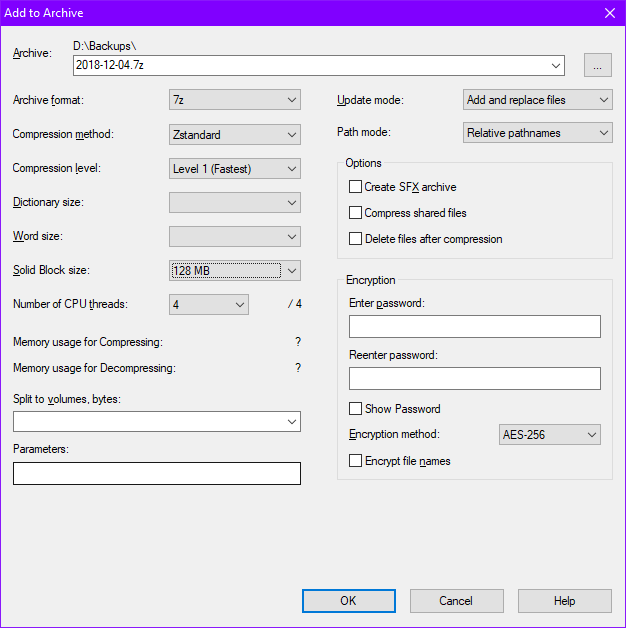 Add to Archive
Archive:
D:\Backups\
2018-12-04.7z
...
Archive format:
7z
Compression method:
Zstandard
Compression level:
Level 1 (Fastest)
Dictionary size:
Word size:
Solid Block size:
128 MB
Number of CPU threads:
4
/ 4
Memory usage for Compressing:
?
Memory usage for Decompressing:
?
Split to volumes, bytes:
Parameters:
Update mode:
Add and replace files
Path mode:
Relative pathnames
Options
Create SFX archive
Compress shared files
Delete files after compression
Encryption
Enter password:
Reenter password:
Show Password
Encryption method:
AES-256
Encrypt file names
OK
Cancel
Help